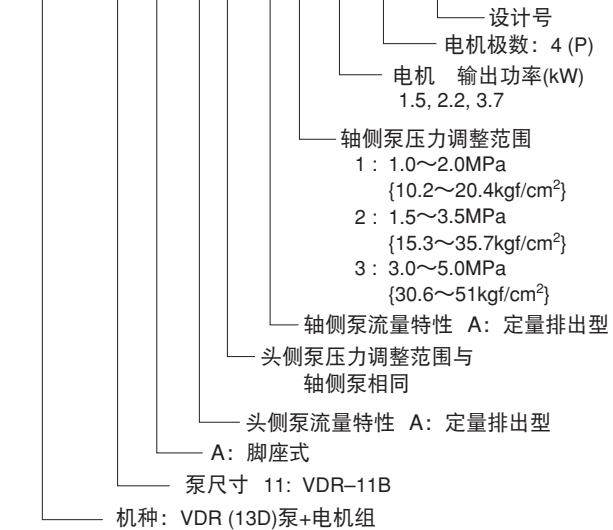 设计号
电机极数：4 (P)
电机 输出功率(kW)
1.5, 2.2, 3.7
轴侧泵压力调整范围
1：1.0～2.0MPa
{10.2～20.4kgf/cm²}
2：1.5～3.5MPa
{15.3～35.7kgf/cm²}
3：3.0～5.0MPa
{30.6～51kgf/cm²}
轴侧泵流量特性 A：定量排出型
头侧泵压力调整范围与
轴侧泵相同
头侧泵流量特性 A：定量排出型
A：脚座式
泵尺寸 11: VDR–11B
机种：VDR (13D)泵+电机组